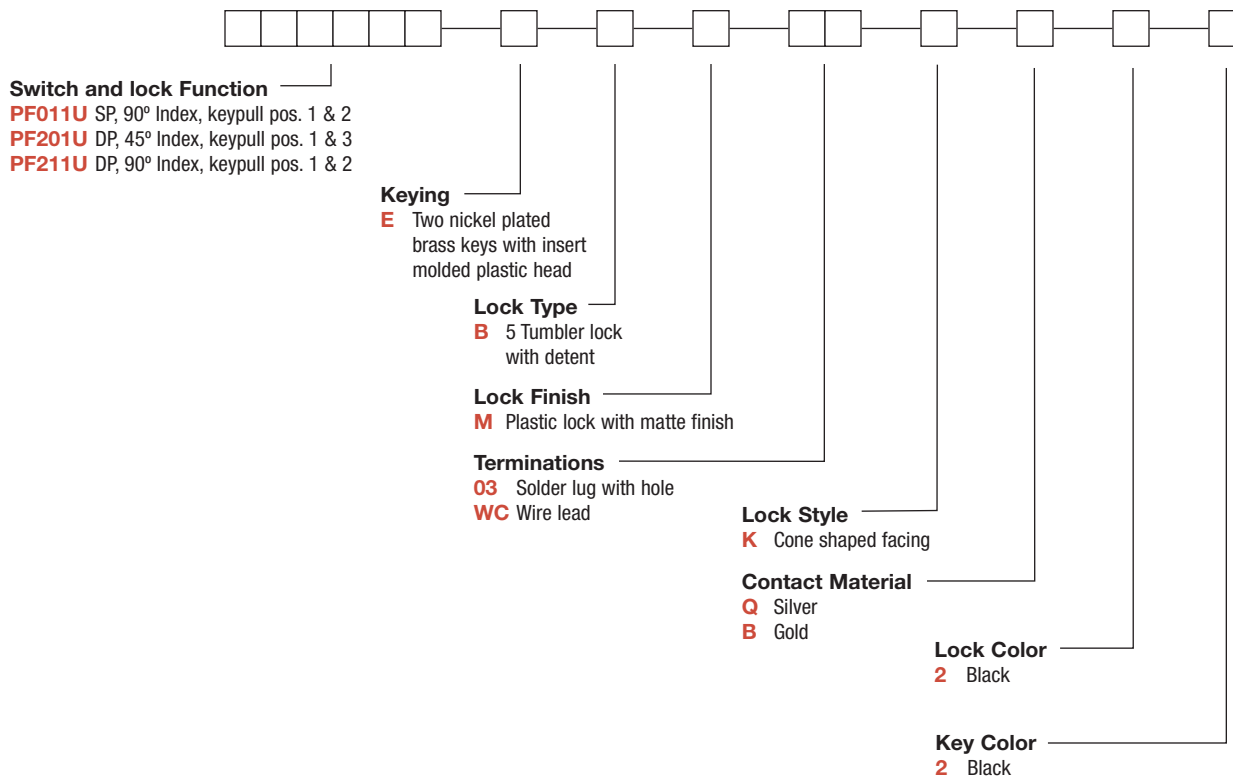 Switch and lock Function
PF011U SP, 90º Index, keypull pos. 1 & 2
PF201U DP, 45º Index, keypull pos. 1 & 3
PF211U DP, 90º Index, keypull pos. 1 & 2
Keying
E Two nickel plated
brass keys with insert
molded plastic head
Lock Type
B 5 Tumbler lock
with detent
Lock Finish
M Plastic lock with matte finish
Terminations
03 Solder lug with hole
WC Wire lead
Lock Style
K Cone shaped facing
Contact Material
Q Silver
B Gold
Lock Color
2 Black
Key Color
2 Black